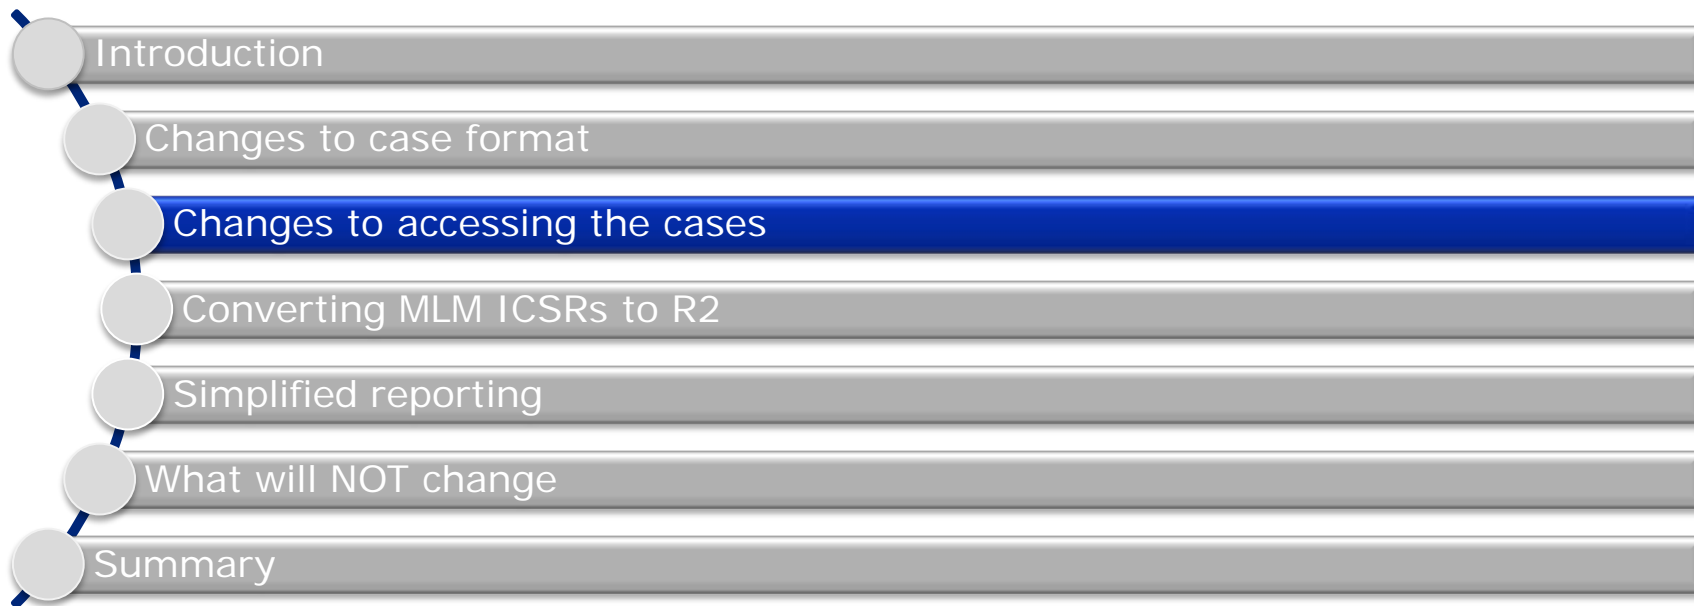 Introduction
Changes to case format
Changes to accessing the cases
Converting MLM ICSRs to R2
Simplified reporting
What will NOT change
Summary